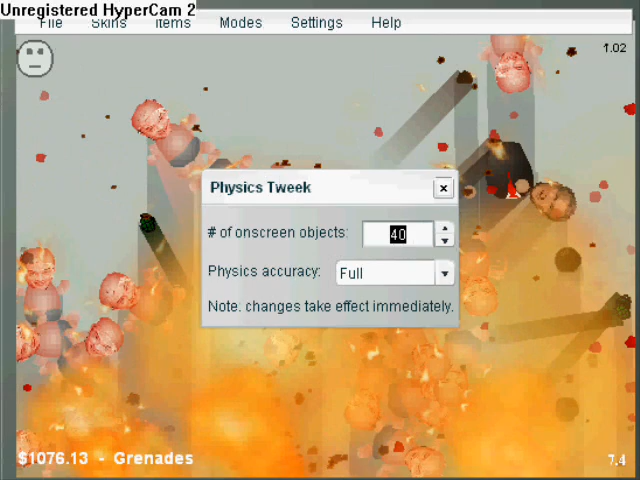 Unregistered HyperCam 2
File Skins Items Modes Settings Help
1.02
Physics Tweek
# of onscreen objects: 40
Physics accuracy: Full
Note: changes take effect immediately.
$1076.13 - Grenades
7.4